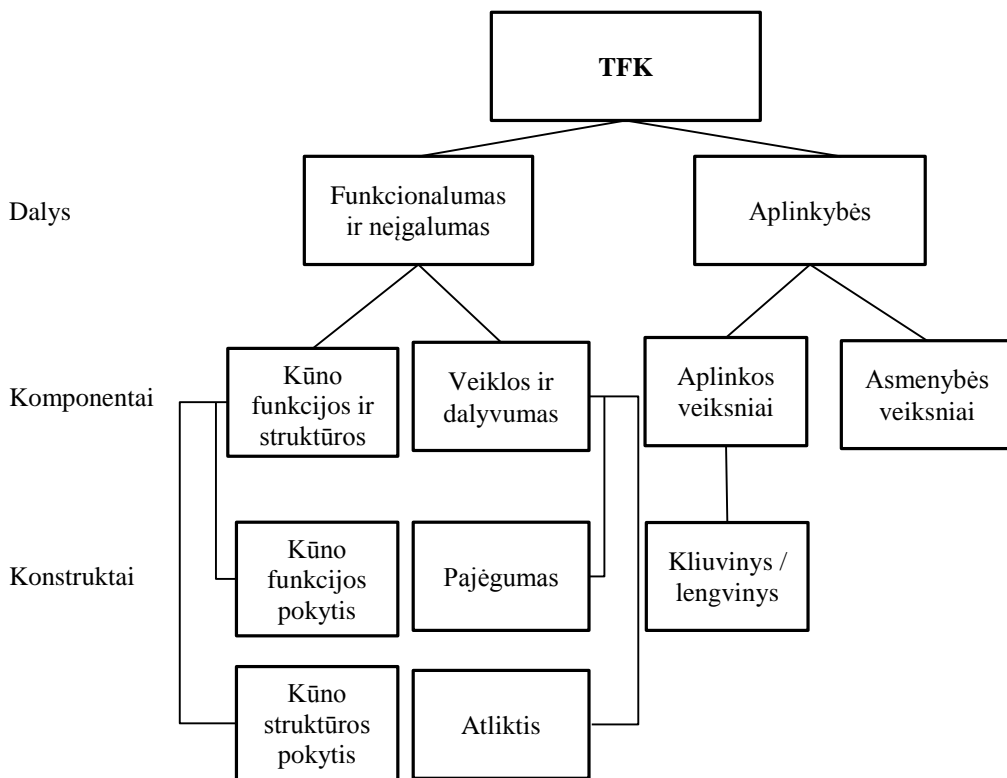 TFK
Dalys
Funkcionalumas
ir neįgalumas
Aplinkybės
Komponentai
Kūno
funkcijos ir
struktūros
Veiklos ir
dalyvumas
Aplinkos
veiksniai
Asmenybės
veiksniai
Konstruktai
Kūno
funkcijos
pokytis
Pajėgumas
Kliuvinys /
lengvinys
Kūno
struktūros
pokytis
Atliktis